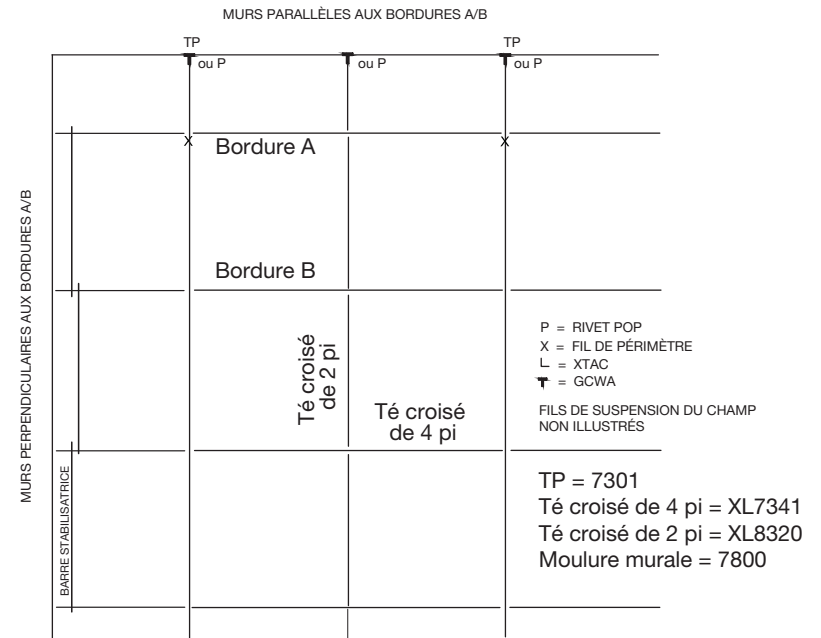 MURS PARALLÈLES AUX BORDURES A/B
TP
TP
ou P
ou P
ou P
X
X
Bordure A
Bordure B
MURS PERPENDICULAIRES AUX BORDURES A/B
BARRE STABILISATRICE
Té croisé
de 2 pi
Té croisé
de 4 pi
P = RIVET POP
X = FIL DE PÉRIMÈTRE
= XTAC
= GCWA
FILS DE SUSPENSION DU CHAMP
NON ILLUSTRÉS
TP = 7301
Té croisé de 4 pi = XL7341
Té croisé de 2 pi = XL8320
Moulure murale = 7800